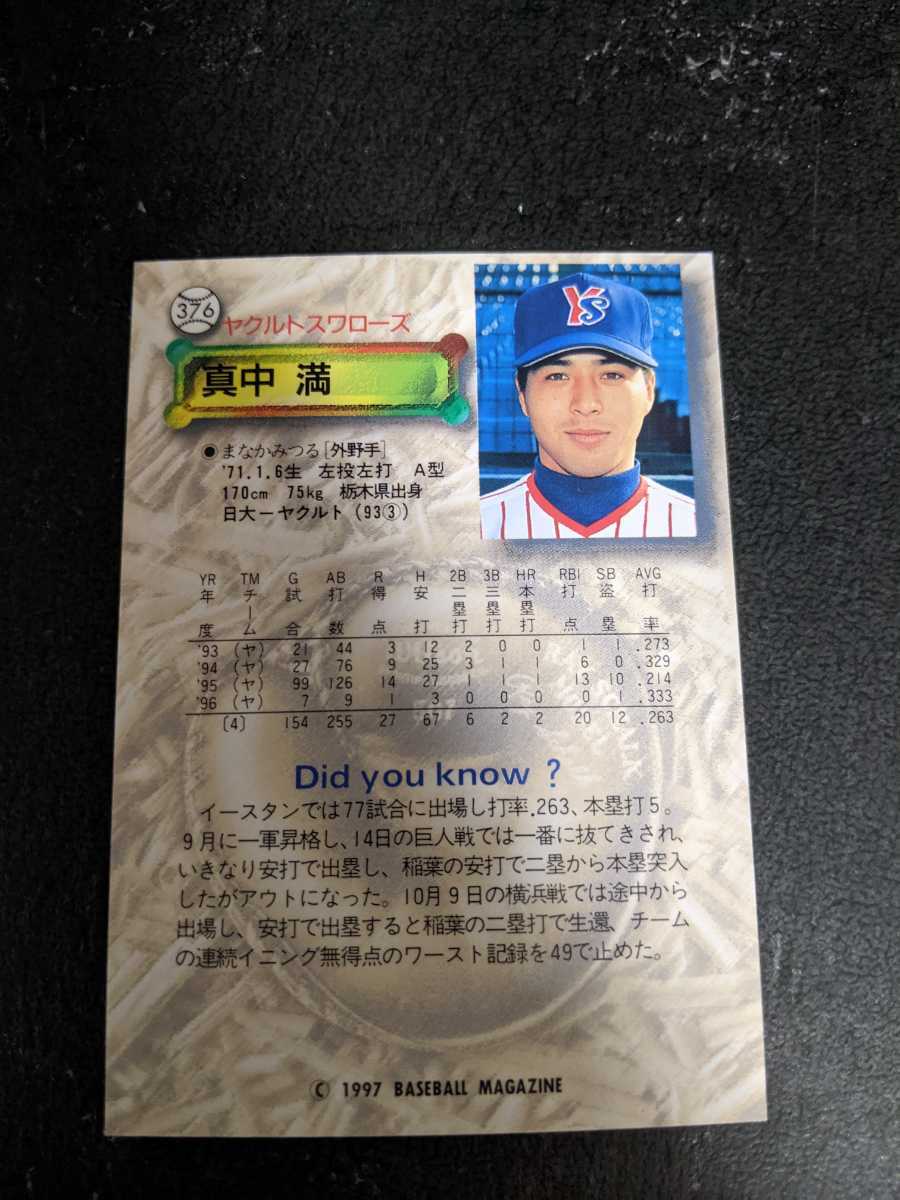 376
ヤクルトスワローズ
YS
真中 満
●まなかみつる[外野手]
'71.1.6生 左投左打 A型
170cm 75kg 栃木県出身
日大－ヤクルト(93③)
YR TM G AB R H 2B 3B HR RBI SB AVG
年度 チーム 試合 打数 得点 安打 二塁打 三塁打 本塁打 打点 盗塁 打率
'93 (ヤ) 21 44 3 12 2 0 0 1 1 .273
'94 (ヤ) 27 76 9 25 3 1 1 6 0 .329
'95 (ヤ) 99 126 14 27 1 1 1 13 10 .214
'96 (ヤ) 7 9 1 3 0 0 0 0 1 .333
[4] 154 255 27 67 6 2 2 20 12 .263
Did you know ?
イースタンでは77試合に出場し打率.263、本塁打5。
9月に一軍昇格し、14日の巨人戦では一番に抜てきされ、
いきなり安打で出塁し、稲葉の安打で二塁から本塁突入
したがアウトになった。10月9日の横浜戦では途中から
出場し、安打で出塁すると稲葉の二塁打で生還、チーム
の連続イニング無得点のワースト記録を49で止めた。
© 1997 BASEBALL MAGAZINE